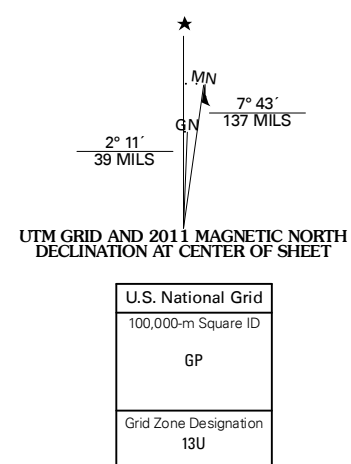 MN
7° 43´
137 MILS
GN
2° 11´
39 MILS
UTM GRID AND 2011 MAGNETIC NORTH
DECLINATION AT CENTER OF SHEET
U.S. National Grid
100,000-m Square ID
GP
Grid Zone Designation
13U